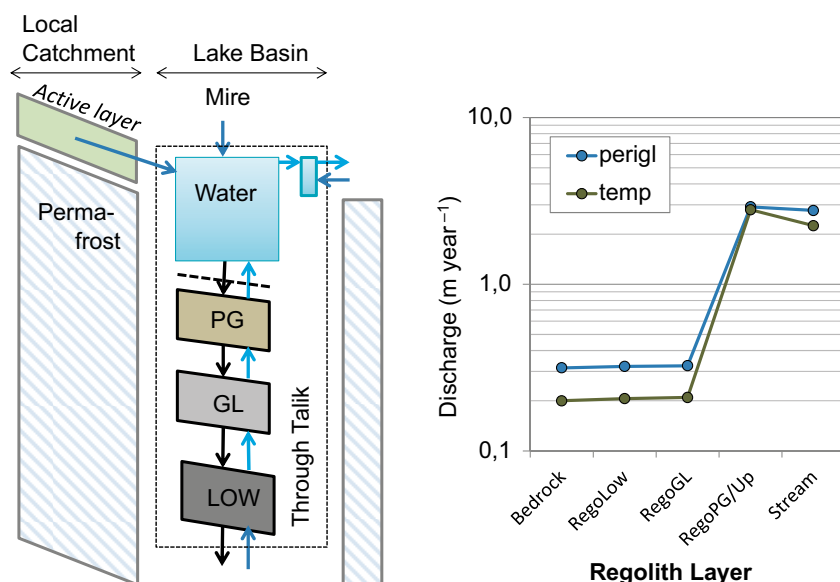 Local
Catchment
Lake Basin
Active layer
Mire
Water
Perma-
frost
PG
GL
LOW
Through Talik
10,0
1,0
0,1
Discharge (m year⁻¹)
perigl
temp
Bedrock
RegoLow
RegoGL
RegoPG/Up
Stream
Regolith Layer